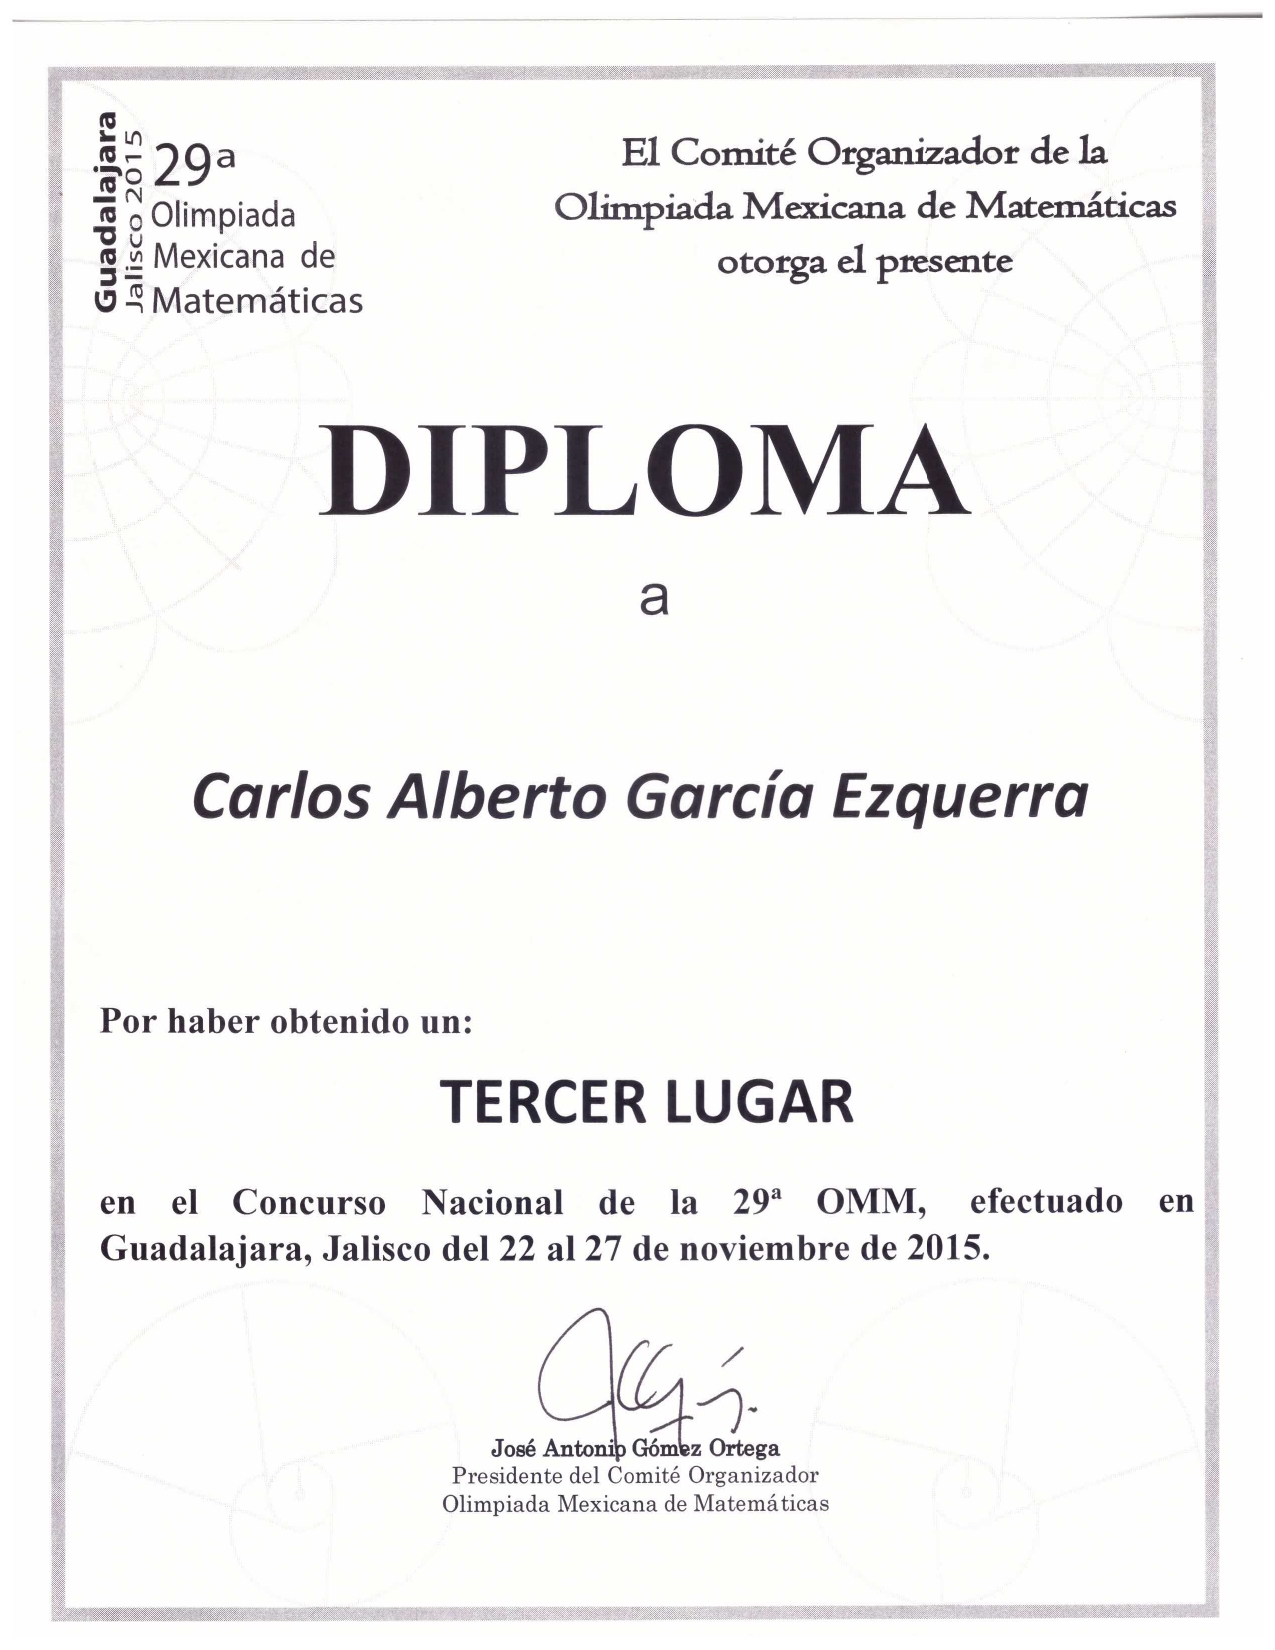 Guadalajara
Jalisco 2015
29ª
Olimpiada
Mexicana de
Matemáticas
El Comité Organizador de la
Olimpiada Mexicana de Matemáticas
otorga el presente
DIPLOMA
a
Carlos Alberto García Ezquerra
Por haber obtenido un:
TERCER LUGAR
en el Concurso Nacional de la 29ª OMM, efectuado en
Guadalajara, Jalisco del 22 al 27 de noviembre de 2015.
José Antonio Gómez Ortega
Presidente del Comité Organizador
Olimpiada Mexicana de Matemáticas